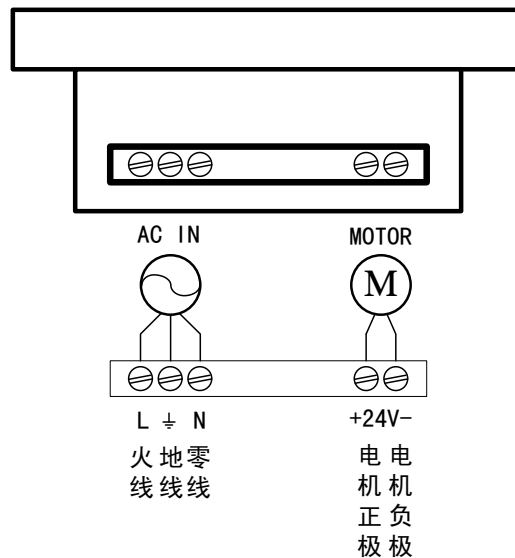 AC IN
MOTOR
M
L ⏚ N
+24V-
火线
地线
零线
电机正极
电机负极